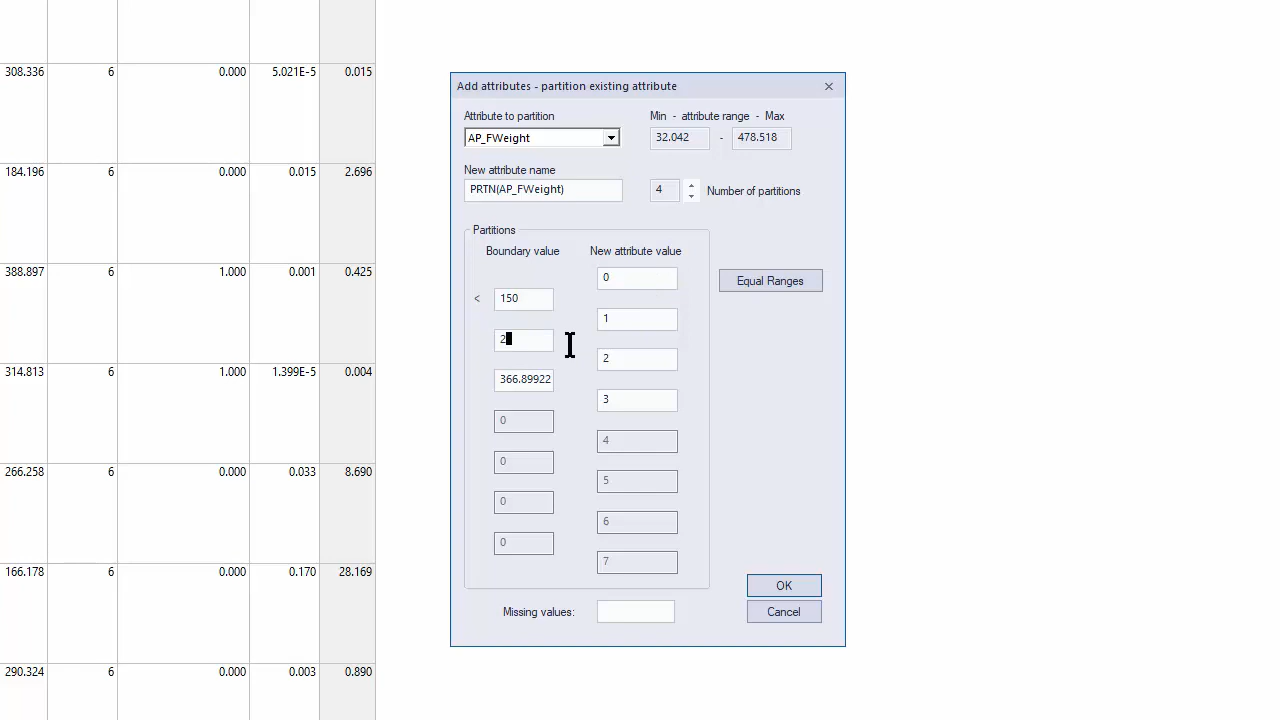 308.336 6 0.000 5.021E-5 0.015
184.196 6 0.000 0.015 2.696
388.897 6 1.000 0.001 0.425
314.813 6 1.000 1.399E-5 0.004
266.258 6 0.000 0.033 8.690
166.178 6 0.000 0.170 28.169
290.324 6 0.000 0.003 0.890
Add attributes - partition existing attribute
Attribute to partition Min - attribute range - Max
AP_FWeight 32.042 - 478.518
New attribute name
PRTN(AP_FWeight) 4 Number of partitions
Partitions
Boundary value New attribute value
0
Equal Ranges
< 150
1
2
2
366.89922
3
0
4
0
5
0
6
0
7
OK
Missing values: Cancel